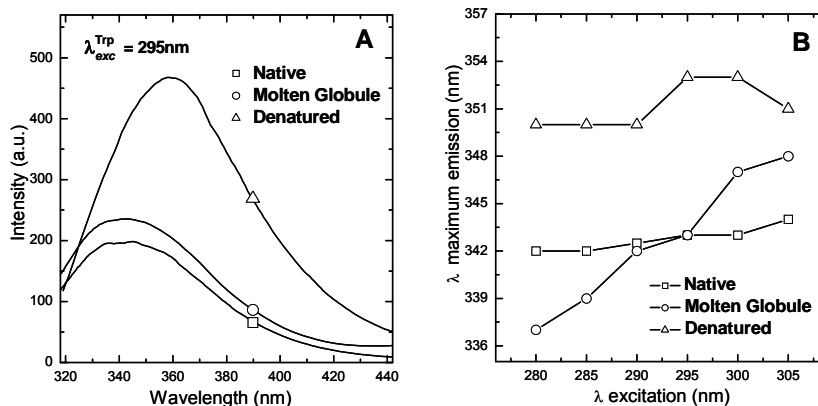 A
λ_exc^Trp = 295nm
Native
Molten Globule
Denatured
Intensity (a.u.)
500
400
300
200
100
0
320 340 360 380 400 420 440
Wavelength (nm)
B
λ maximum emission (nm)
357
354
351
348
345
342
339
336
Native
Molten Globule
Denatured
280 285 290 295 300 305
λ excitation (nm)